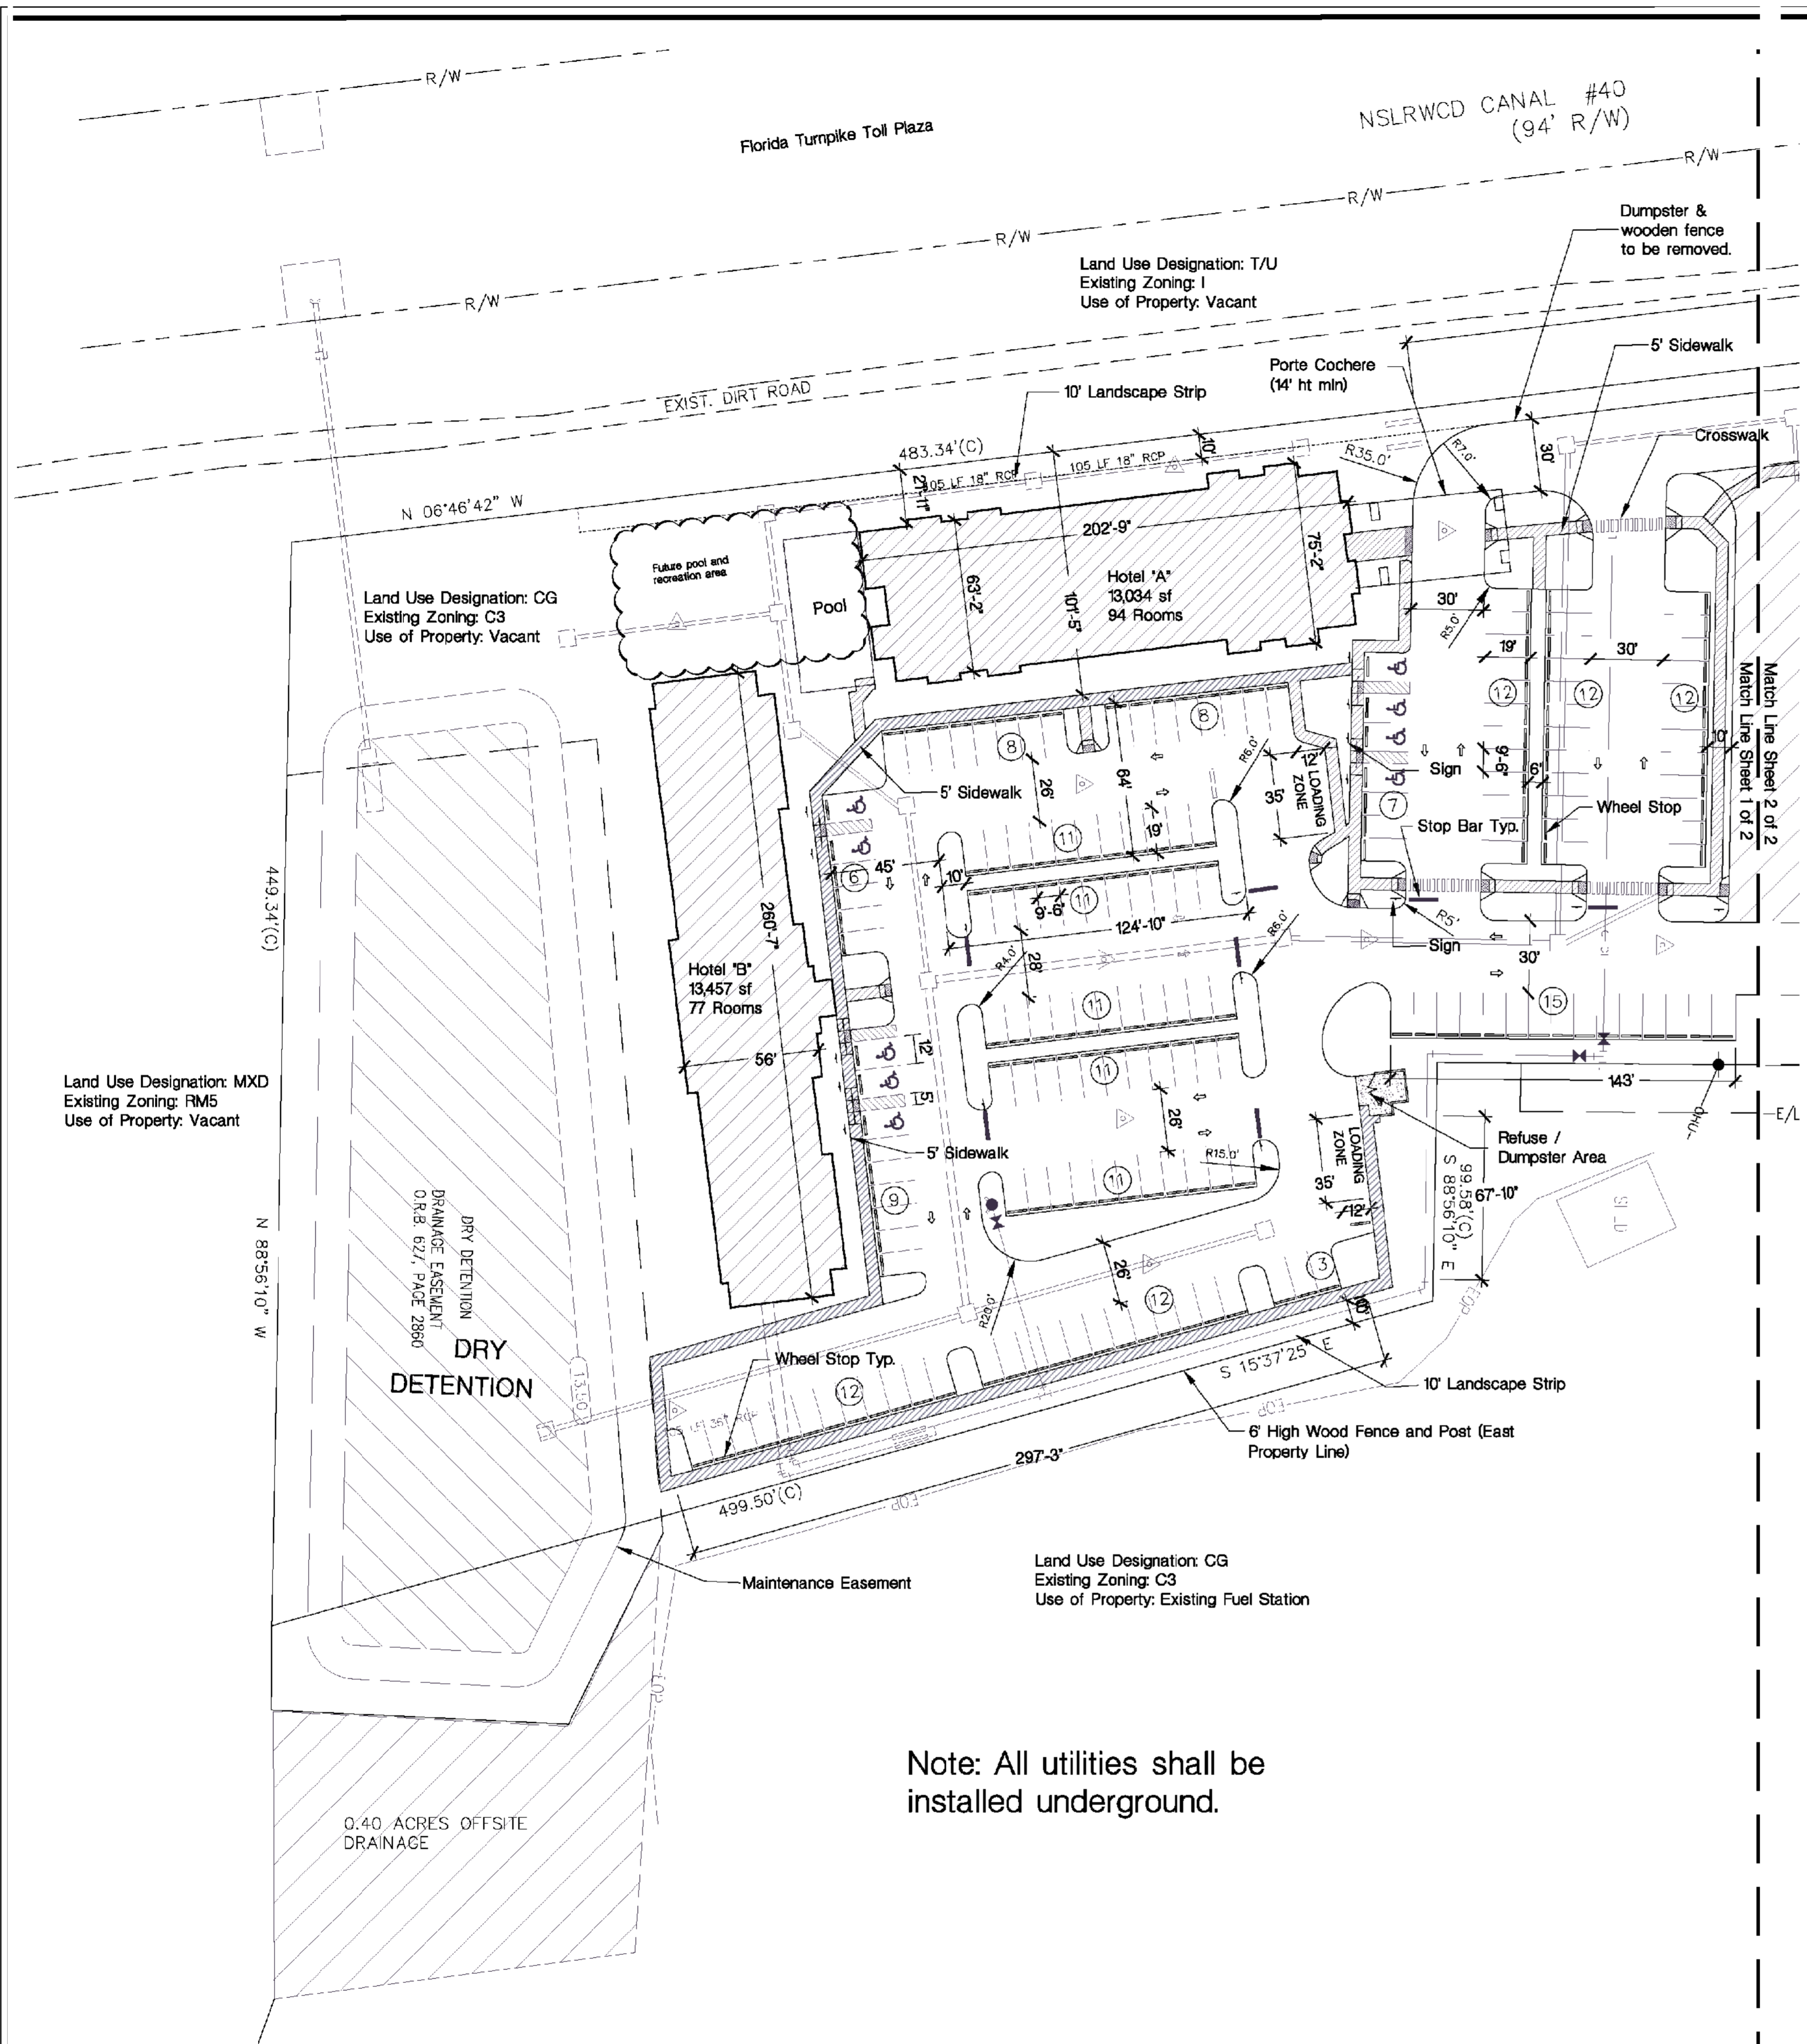 R/W
Florida Turnpike Toll Plaza
NSLRWCD CANAL #40
(94' R/W)
R/W
R/W
R/W
R/W
Dumpster &
wooden fence
to be removed.
Land Use Designation: T/U
Existing Zoning: I
Use of Property: Vacant
5' Sidewalk
Porte Cochere
(14' ht min)
EXIST. DIRT ROAD
10' Landscape Strip
Crosswalk
483.34'(C)
10'
R35.0'
R7.0'
30'
105 LF 18" RCP
105 LF 18" RCP
21'-11"
N 06°46'42" W
202'-9"
75'-2"
Future pool and
recreation area
Pool
63'-2"
101'-5"
Hotel "A"
13,034 sf
94 Rooms
Land Use Designation: CG
Existing Zoning: C3
Use of Property: Vacant
30'
R5.0'
19'
30'
12
12
12
Match Line Sheet 2 of 2
Match Line Sheet 1 of 2
8
8
64'
26'
R6.0'
12'
LOADING
ZONE
35'
Sign
9'-6"
6'
10'
7
Wheel Stop
Stop Bar Typ.
5' Sidewalk
19'
11
45'
6
10'
11
9'-6"
124'-10"
R6.0'
R5'
Sign
30'
449.34'(C)
260'-7"
R4.0'
28'
Hotel "B"
13,457 sf
77 Rooms
11
15
12'
56'
11
143'
Land Use Designation: MXD
Existing Zoning: RM5
Use of Property: Vacant
5'
26'
E/L
OHU
LOADING
ZONE
Refuse /
Dumpster Area
5' Sidewalk
R15.0'
11
35'
12'
99.58'(C)
S 88°56'10" E
67'-10"
9
DRY DETENTION
DRAINAGE EASEMENT
O.R.B. 627, PAGE 2860
N 88°56'10" W
26'
3
12
10'
EOP
R20.0'
DRY
DETENTION
13.0
Wheel Stop Typ.
12
S 15°37'25" E
10' Landscape Strip
EOP
6' High Wood Fence and Post (East
Property Line)
297'-3"
499.50'(C)
EOP
Maintenance Easement
Land Use Designation: CG
Existing Zoning: C3
Use of Property: Existing Fuel Station
EOP
Note: All utilities shall be
installed underground.
0.40 ACRES OFFSITE
DRAINAGE